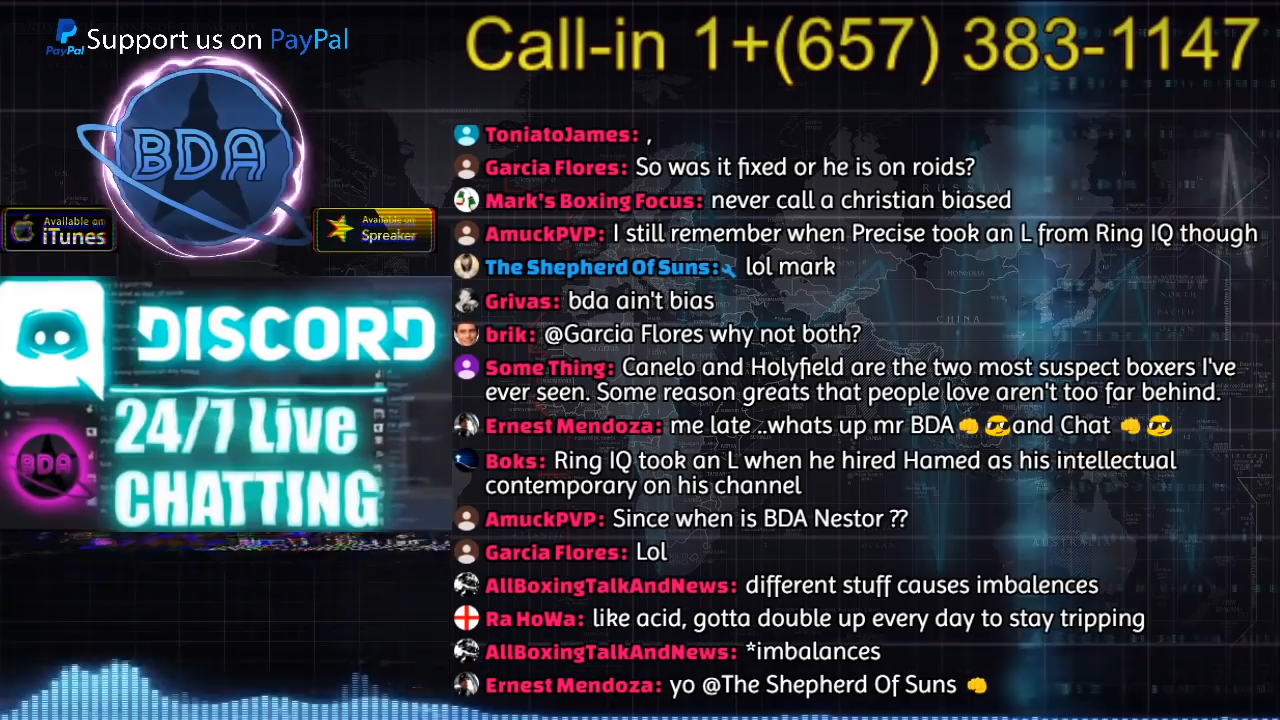 PayPal Support us on PayPal
Call-in 1+(657) 383-1147
BDA
Available on
iTunes
Available on
Spreaker
DISCORD
24/7 Live
CHATTING
BDA
ToniatoJames: ,
Garcia Flores: So was it fixed or he is on roids?
Mark's Boxing Focus: never call a christian biased
AmuckPVP: I still remember when Precise took an L from Ring IQ though
The Shepherd Of Suns: lol mark
Grivas: bda ain't bias
brik: @Garcia Flores why not both?
Some Thing: Canelo and Holyfield are the two most suspect boxers I've
ever seen. Some reason greats that people love aren't too far behind.
Ernest Mendoza: me late ..whats up mr BDA👊😎and Chat 👊😎
Boks: Ring IQ took an L when he hired Hamed as his intellectual
contemporary on his channel
AmuckPVP: Since when is BDA Nestor ??
Garcia Flores: Lol
AllBoxingTalkAndNews: different stuff causes imbalences
Ra HoWa: like acid, gotta double up every day to stay tripping
AllBoxingTalkAndNews: *imbalances
Ernest Mendoza: yo @The Shepherd Of Suns 👊